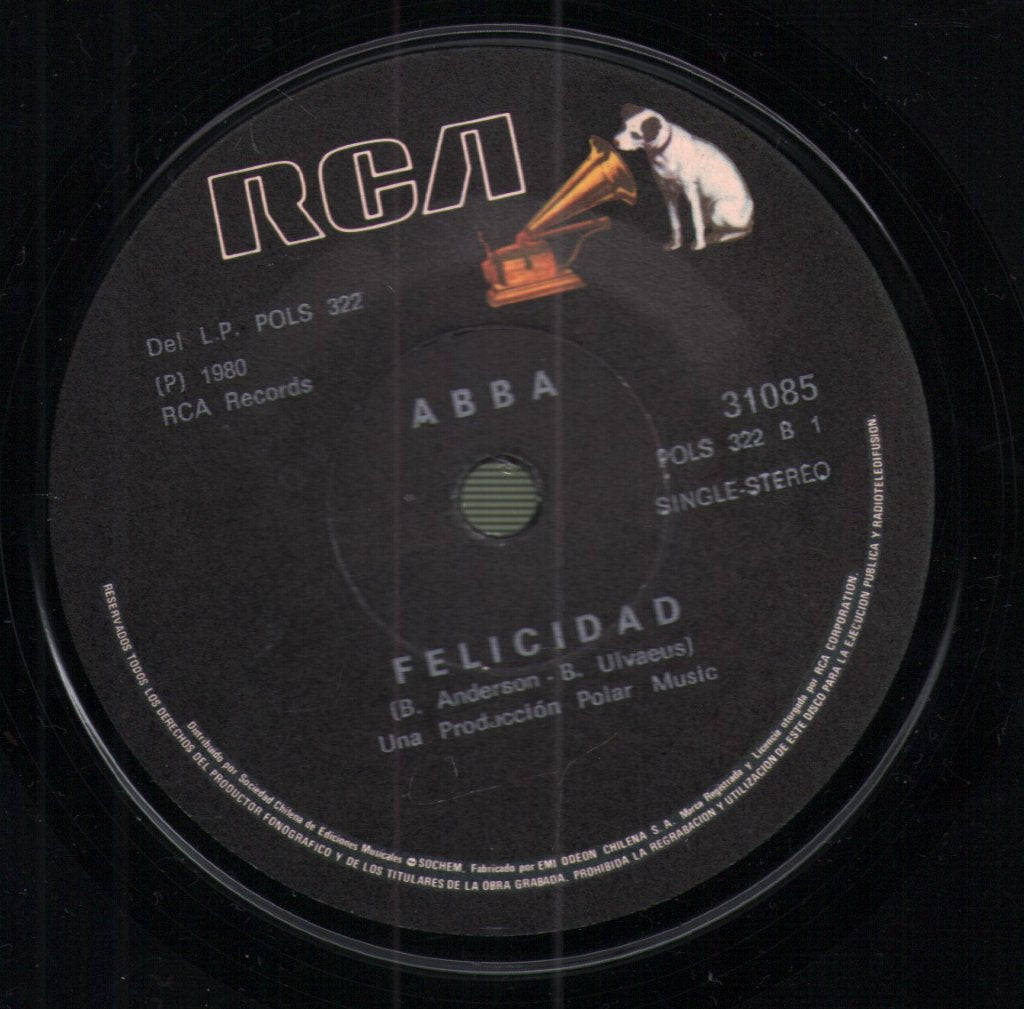 RCA
Del L.P. POLS 322
(P) 1980
RCA Records
ABBA
31085
POLS 322 B 1
SINGLE-STEREO
FELICIDAD
(B. Anderson - B. Ulvaeus)
Una Producción Polar Music
Distribuido por Sociedad Chilena de Ediciones Musicales SOCHEM. Fabricado por EMI ODEON CHILENA S. A. Marca Registrada y Licencia otorgada por RCA CORPORATION.
RESERVADOS TODOS LOS DERECHOS DEL PRODUCTOR FONOGRAFICO Y DE LOS TITULARES DE LA OBRA GRABADA. PROHIBIDA LA REGRABACION Y UTILIZACION DE ESTE DISCO PARA LA EJECUCION PUBLICA Y RADIOTELEDIFUSION.